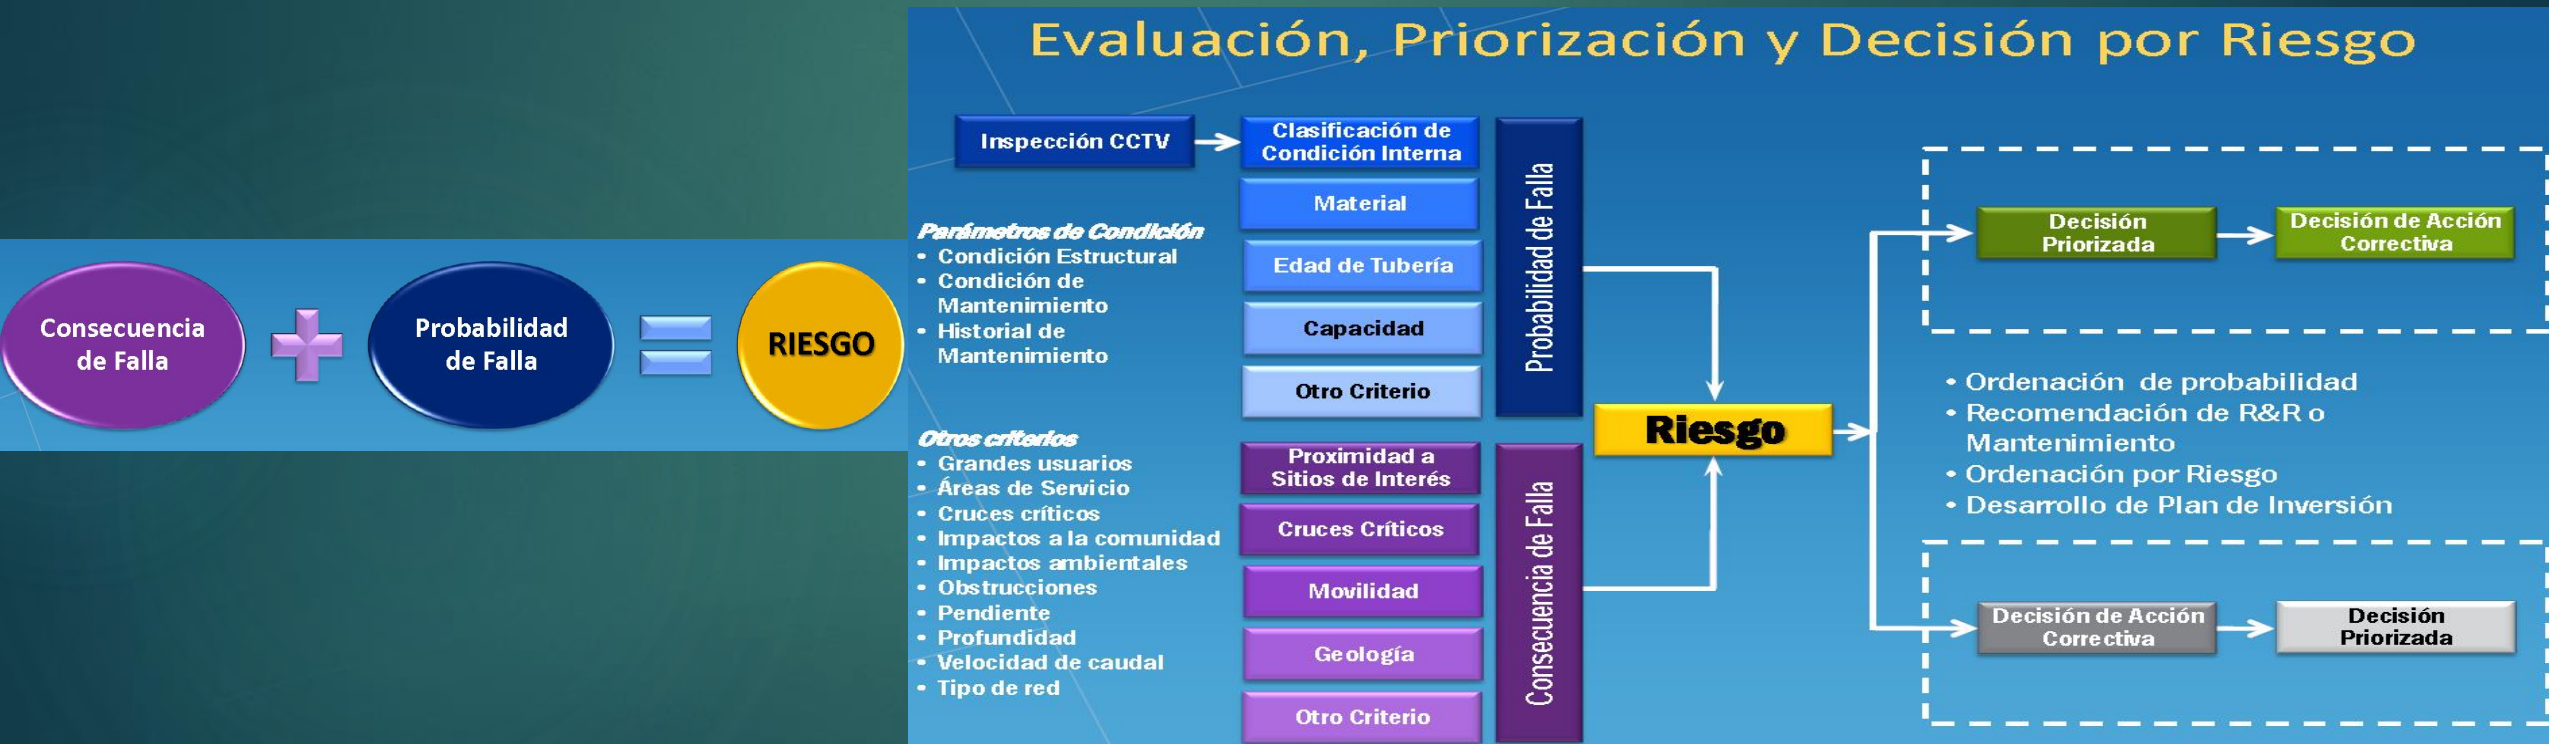 Consecuencia
de Falla
Probabilidad
de Falla
RIESGO
Evaluación, Priorización y Decisión por Riesgo
Inspección CCTV
Clasificación de
Condición Interna
Material
Edad de Tubería
Capacidad
Otro Criterio
Probabilidad de Falla
Parámetros de Condición
• Condición Estructural
• Condición de
Mantenimiento
• Historial de
Mantenimiento
Otros criterios
• Grandes usuarios
• Áreas de Servicio
• Cruces críticos
• Impactos a la comunidad
• Impactos ambientales
• Obstrucciones
• Pendiente
• Profundidad
• Velocidad de caudal
• Tipo de red
Proximidad a
Sitios de Interés
Cruces Críticos
Movilidad
Geología
Otro Criterio
Consecuencia de Falla
Riesgo
Decisión
Priorizada
Decisión de Acción
Correctiva
• Ordenación de probabilidad
• Recomendación de R&R o
Mantenimiento
• Ordenación por Riesgo
• Desarrollo de Plan de Inversión
Decisión de Acción
Correctiva
Decisión
Priorizada